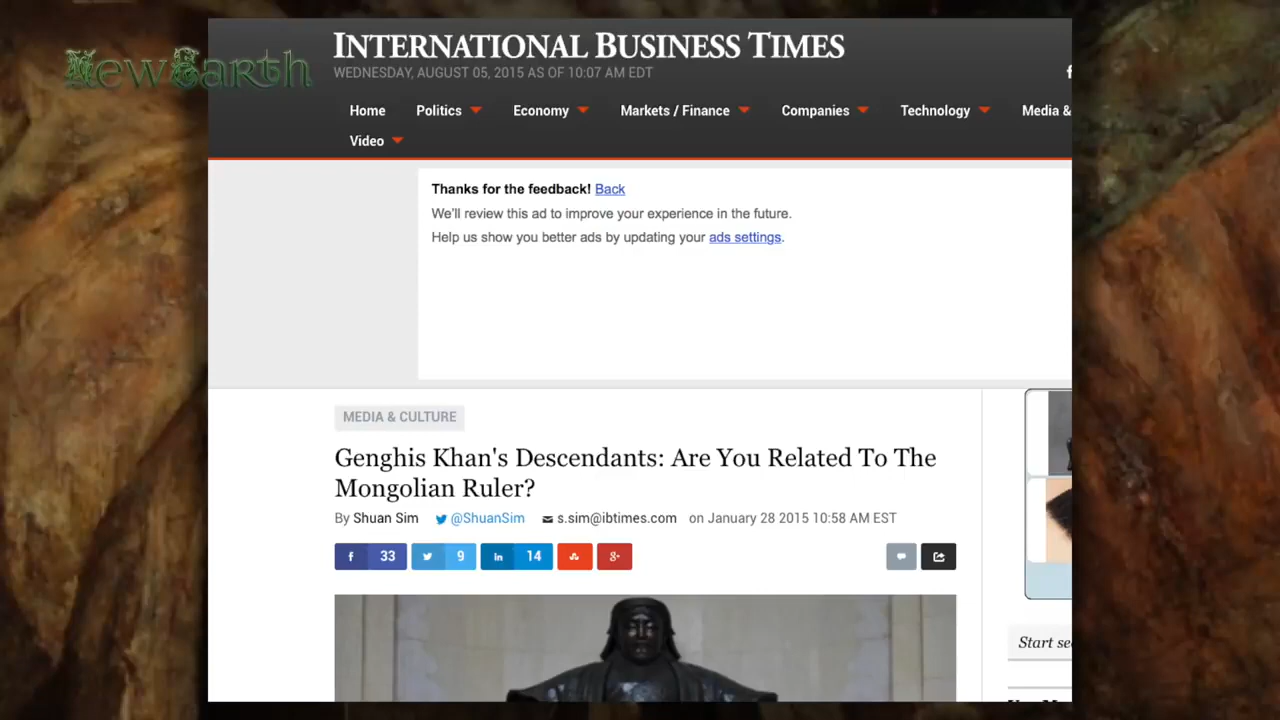 NewEarth
INTERNATIONAL BUSINESS TIMES
WEDNESDAY, AUGUST 05, 2015 AS OF 10:07 AM EDT
Home Politics Economy Markets / Finance Companies Technology Media &
Video
Thanks for the feedback! Back
We'll review this ad to improve your experience in the future.
Help us show you better ads by updating your ads settings.
MEDIA & CULTURE
Genghis Khan's Descendants: Are You Related To The
Mongolian Ruler?
By Shuan Sim @ShuanSim s.sim@ibtimes.com on January 28 2015 10:58 AM EST
33 9 14
Start se